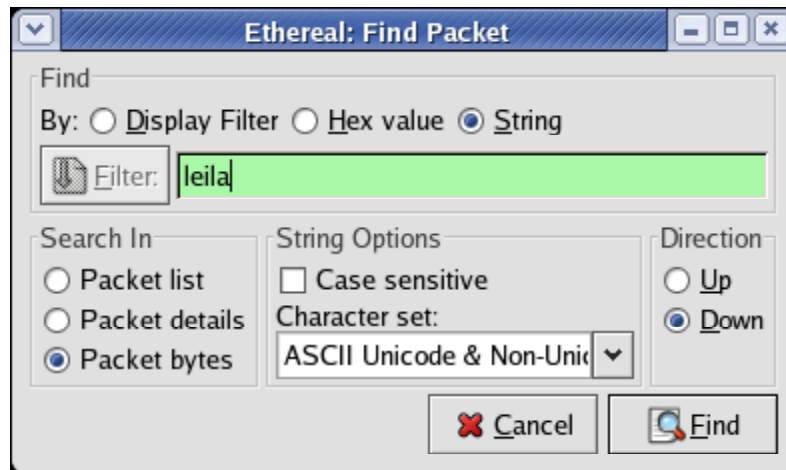 Ethereal: Find Packet
Find
By: Display Filter Hex value String
Filter: leila
Search In String Options Direction
Packet list Case sensitive Up
Packet details Character set: Down
Packet bytes ASCII Unicode & Non-Unic
Cancel Find